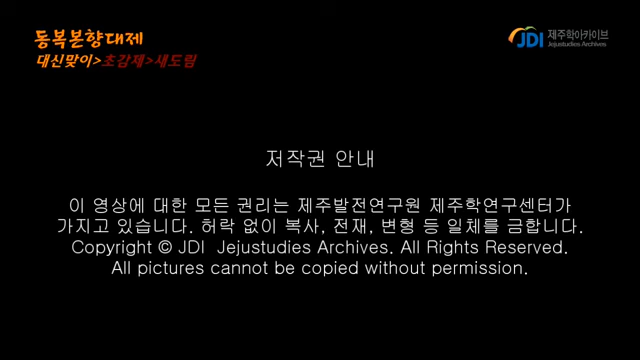 동복본향대제
대신맞이>초감제>새도림
JDI 제주학아카이브
Jejustudies Archives
저작권 안내
이 영상에 대한 모든 권리는 제주발전연구원 제주학연구센터가
가지고 있습니다. 허락 없이 복사, 전재, 변형 등 일체를 금합니다.
Copyright © JDI Jejustudies Archives. All Rights Reserved.
All pictures cannot be copied without permission.